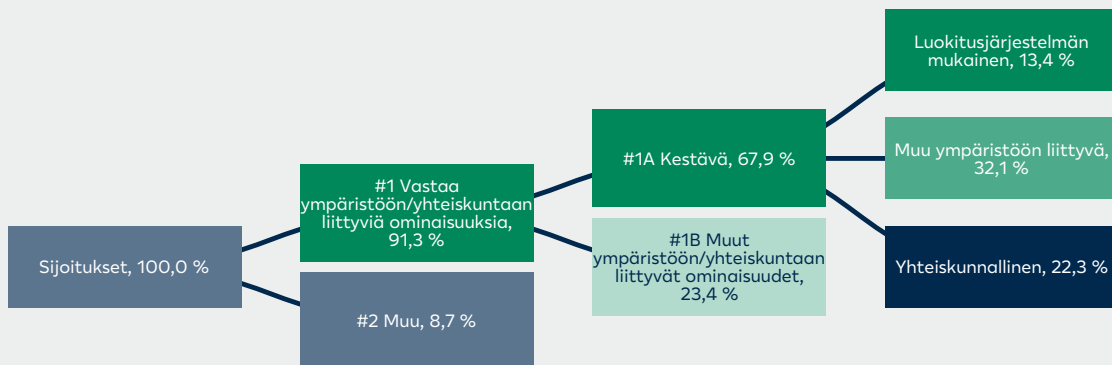 Sijoitukset, 100,0 %
#1 Vastaa
ympäristöön/yhteiskuntaan
liittyviä ominaisuuksia,
91,3 %
#2 Muu, 8,7 %
#1A Kestävä, 67,9 %
#1B Muut
ympäristöön/yhteiskuntaan
liittyvät ominaisuudet,
23,4 %
Luokitusjärjestelmän
mukainen, 13,4 %
Muu ympäristöön liittyvä,
32,1 %
Yhteiskunnallinen, 22,3 %